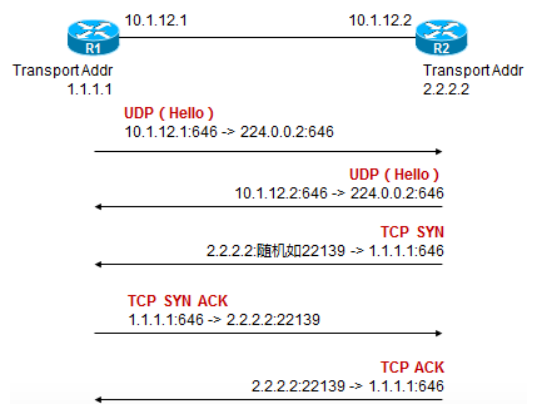 10.1.12.1
10.1.12.2
R1
R2
TransportAddr
1.1.1.1
TransportAddr
2.2.2.2
UDP（Hello）
10.1.12.1:646 -> 224.0.0.2:646
UDP（Hello）
10.1.12.2:646 -> 224.0.0.2:646
TCP SYN
2.2.2.2:随机如22139 -> 1.1.1.1:646
TCP SYN ACK
1.1.1.1:646 -> 2.2.2.2:22139
TCP ACK
2.2.2.2:22139 -> 1.1.1.1:646